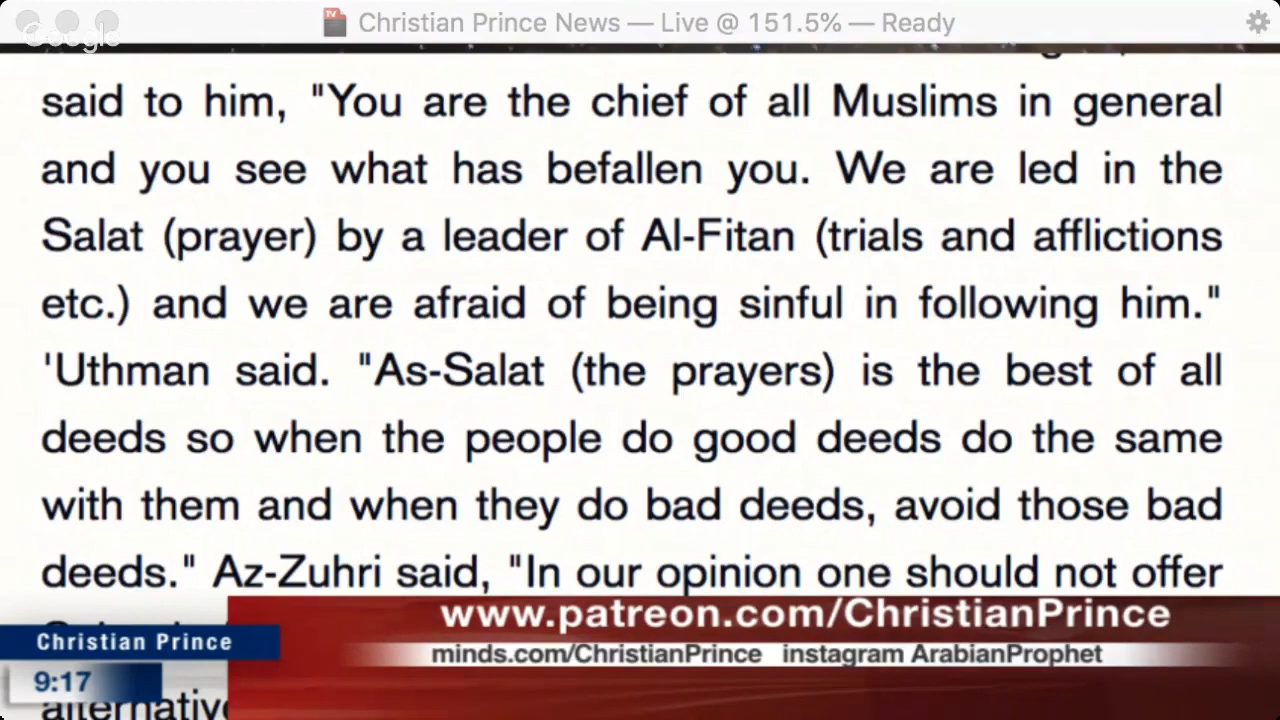 Christian Prince News — Live @ 151.5% — Ready
Google
said to him, "You are the chief of all Muslims in general
and you see what has befallen you. We are led in the
Salat (prayer) by a leader of Al-Fitan (trials and afflictions
etc.) and we are afraid of being sinful in following him."
'Uthman said. "As-Salat (the prayers) is the best of all
deeds so when the people do good deeds do the same
with them and when they do bad deeds, avoid those bad
deeds." Az-Zuhri said, "In our opinion one should not offer
www.patreon.com/ChristianPrince
Christian Prince
minds.com/ChristianPrince instagram ArabianProphet
9:17